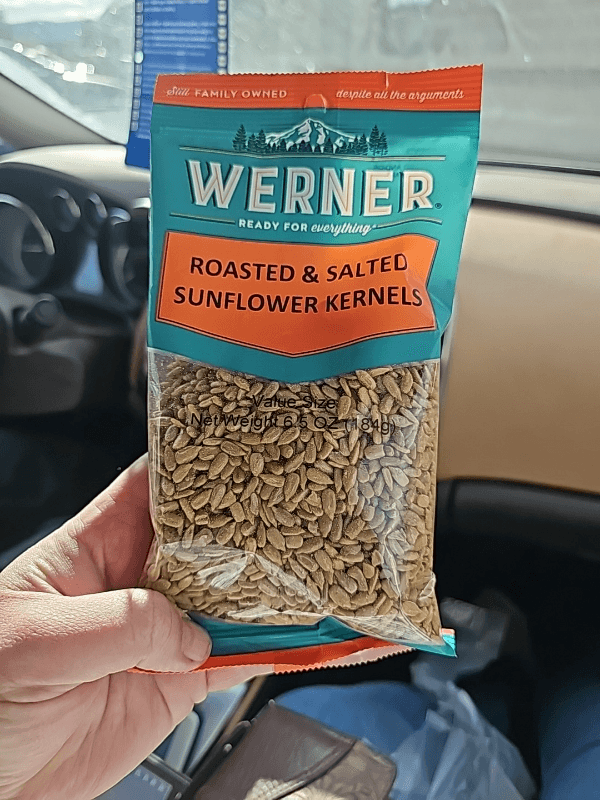 Still FAMILY OWNED
despite all the arguments
WERNER®
READY FOR everything
ROASTED & SALTED
SUNFLOWER KERNELS
Value Size
Net Weight 6.5 OZ (184g)